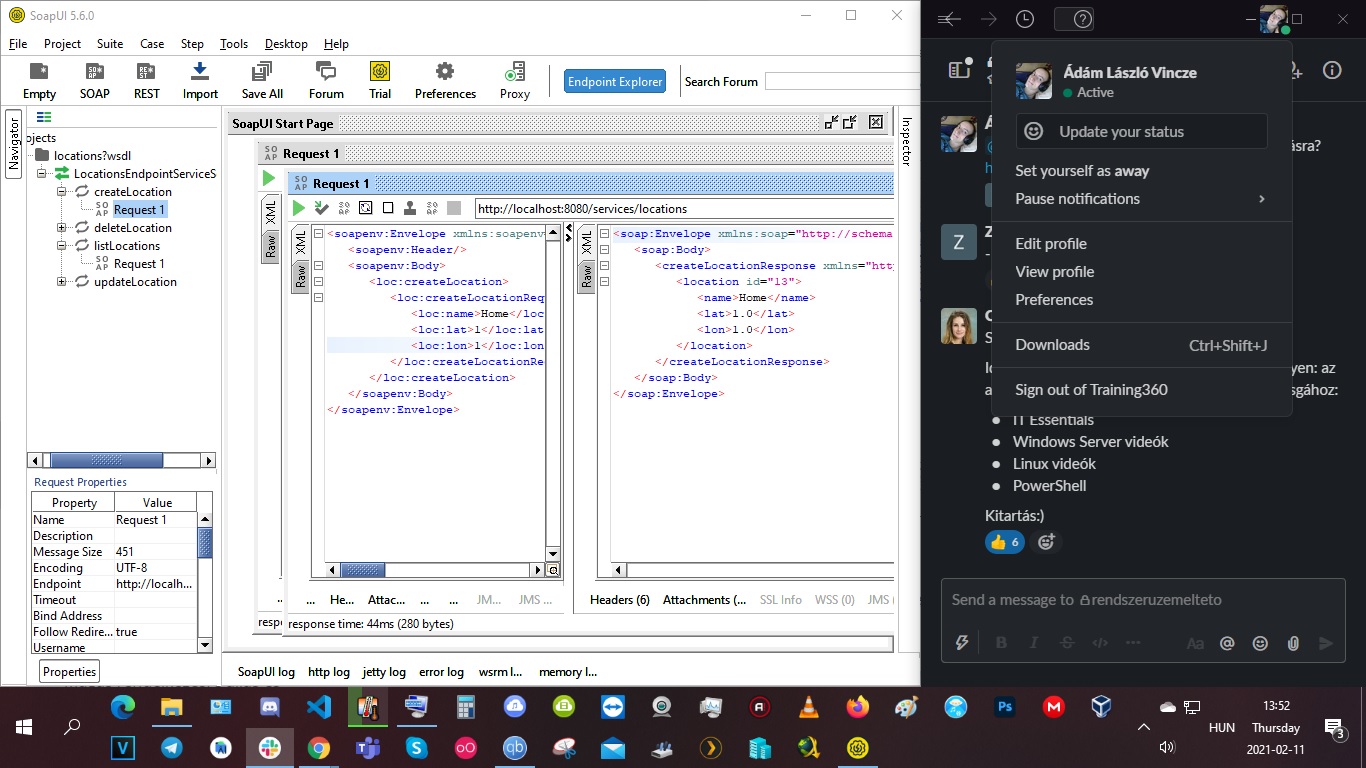 SoapUI 5.6.0
File Project Suite Case Step Tools Desktop Help
Empty SOAP REST Import Save All Forum Trial Preferences Proxy
Endpoint Explorer
Search Forum
Navigator
ojects
locations?wsdl
LocationsEndpointServiceS
createLocation
Request 1
deleteLocation
listLocations
Request 1
updateLocation
Request Properties
Property Value
Name Request 1
Description
Message Size 451
Encoding UTF-8
Endpoint http://localh...
Timeout
Bind Address
Follow Redire... true
Username
Properties
SoapUI Start Page
Inspector
Request 1
Request 1
http://localhost:8080/services/locations
XML
Raw
XML
Raw
<soapenv:Envelope xmlns:soapenv
<soapenv:Header/>
<soapenv:Body>
<loc:createLocation>
<loc:createLocationReq
<loc:name>Home</loc
<loc:lat>1</loc:lat
<loc:lon>1</loc:lon
</loc:createLocationRe
</loc:createLocation>
</soapenv:Body>
</soapenv:Envelope>
XML
Raw
<soap:Envelope xmlns:soap="http://schema
<soap:Body>
<createLocationResponse xmlns="htt
<location id="13">
<name>Home</name>
<lat>1.0</lat>
<lon>1.0</lon>
</location>
</createLocationResponse>
</soap:Body>
</soap:Envelope>
... He... Attac... ... ... JM... JMS ...
Headers (6) Attachments (... SSL Info WSS (0) JMS (
resp
response time: 44ms (280 bytes)
SoapUI log http log jetty log error log wsrm l... memory l...
Ádám László Vincze
Active
Update your status
Set yourself as away
Pause notifications
Edit profile
View profile
Preferences
Downloads Ctrl+Shift+J
Sign out of Training360
ásra?
Z
yen: az
ságához:
IT Essentials
Windows Server videók
Linux videók
PowerShell
Kitartás:)
6
Send a message to rendszeruzemelteto
B I S </> ... Aa @
Ps
V
qb
HUN
13:52
Thursday
2021-02-11
3